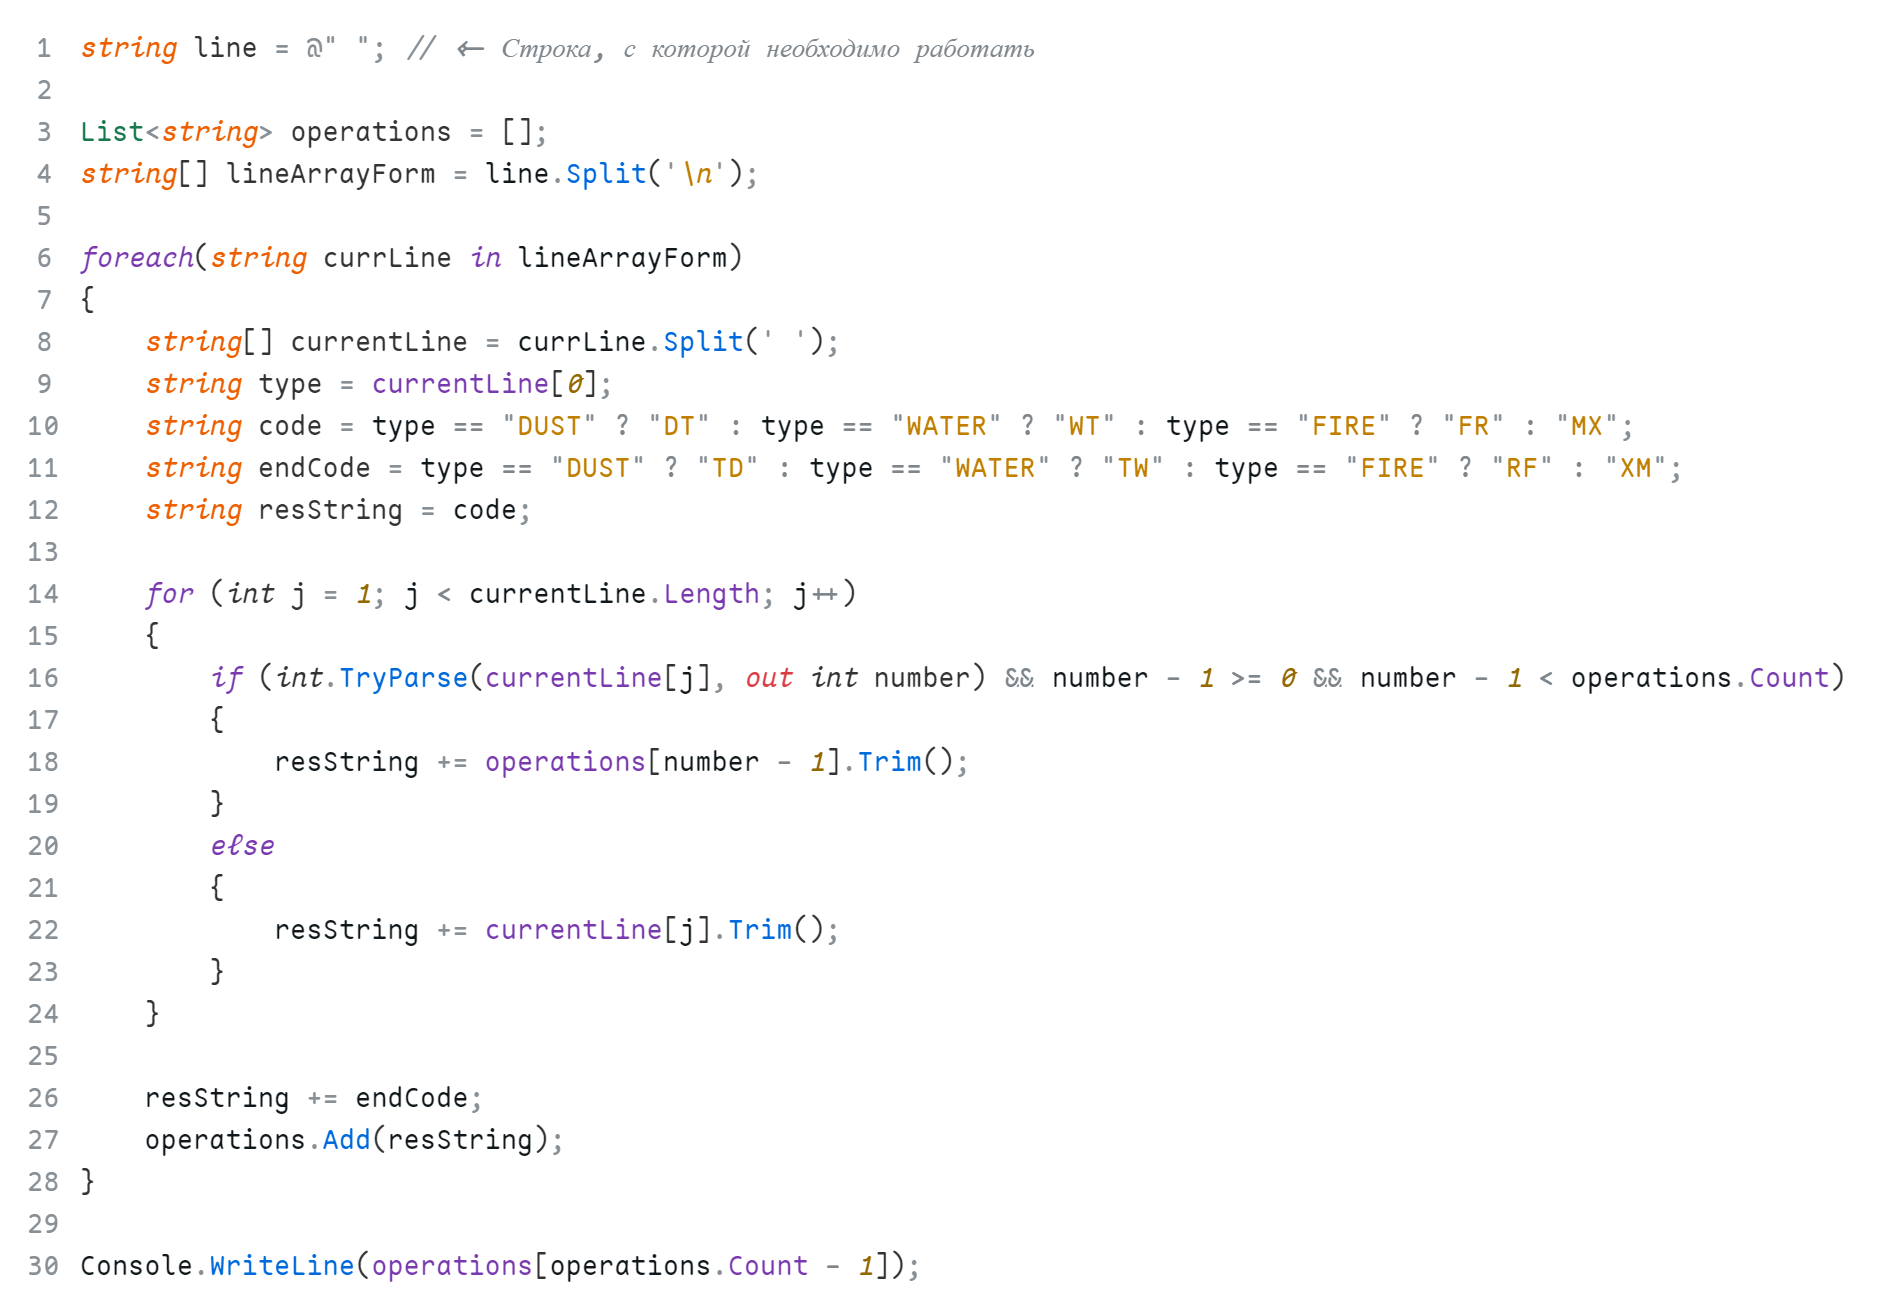 1 string line = @" "; // <- Строка, с которой необходимо работать
2
3 List<string> operations = [];
4 string[] lineArrayForm = line.Split('\n');
5
6 foreach(string currLine in lineArrayForm)
7 {
8     string[] currentLine = currLine.Split(' ');
9     string type = currentLine[0];
10     string code = type == "DUST" ? "DT" : type == "WATER" ? "WT" : type == "FIRE" ? "FR" : "MX";
11     string endCode = type == "DUST" ? "TD" : type == "WATER" ? "TW" : type == "FIRE" ? "RF" : "XM";
12     string resString = code;
13
14     for (int j = 1; j < currentLine.Length; j++)
15     {
16         if (int.TryParse(currentLine[j], out int number) && number - 1 >= 0 && number - 1 < operations.Count)
17         {
18             resString += operations[number - 1].Trim();
19         }
20         else
21         {
22             resString += currentLine[j].Trim();
23         }
24     }
25
26     resString += endCode;
27     operations.Add(resString);
28 }
29
30 Console.WriteLine(operations[operations.Count - 1]);